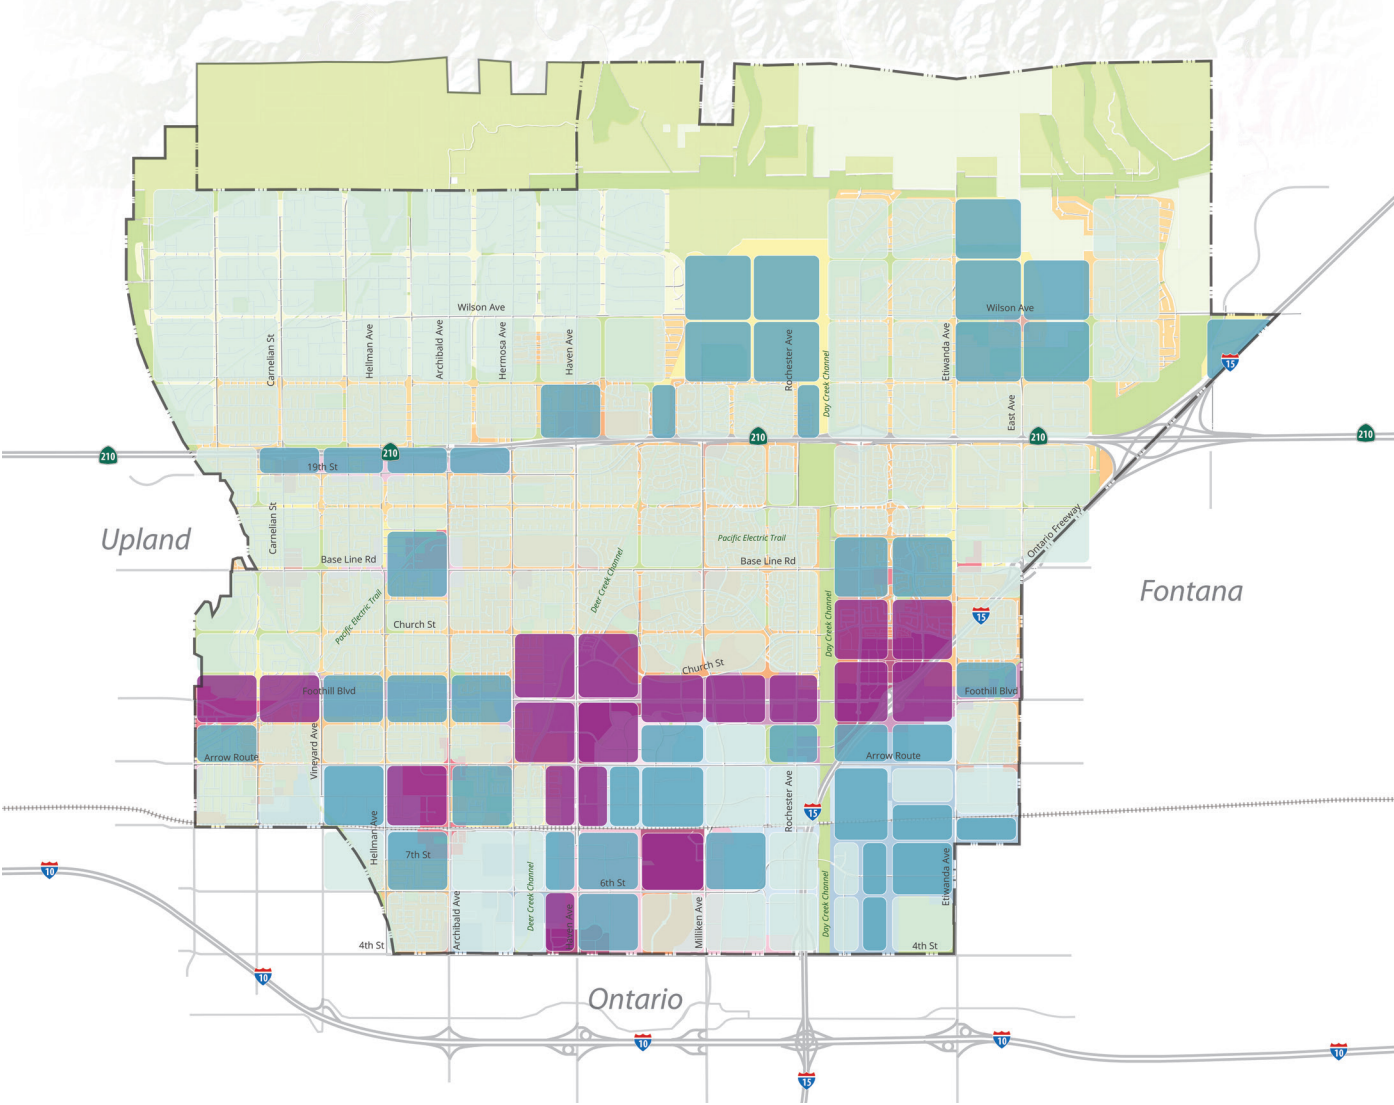 Wilson Ave
Carnelian St
Hellman Ave
Archibald Ave
Hermosa Ave
Haven Ave
Rochester Ave
Day Creek Channel
Etiwanda Ave
Wilson Ave
East Ave
15
210
210
210
210
210
19th St
Upland
Carnelian St
Base Line Rd
Pacific Electric Trail
Deer Creek Channel
Pacific Electric Trail
Base Line Rd
Ontario Freeway
Fontana
Church St
Day Creek Channel
15
Church St
Foothill Blvd
Foothill Blvd
Arrow Route
Vineyard Ave
Arrow Route
Rochester Ave
15
Hellman Ave
7th St
6th St
Etiwanda Ave
10
Archibald Ave
Deer Creek Channel
Haven Ave
Milliken Ave
Day Creek Channel
4th St
4th St
10
Ontario
10
10
10
15